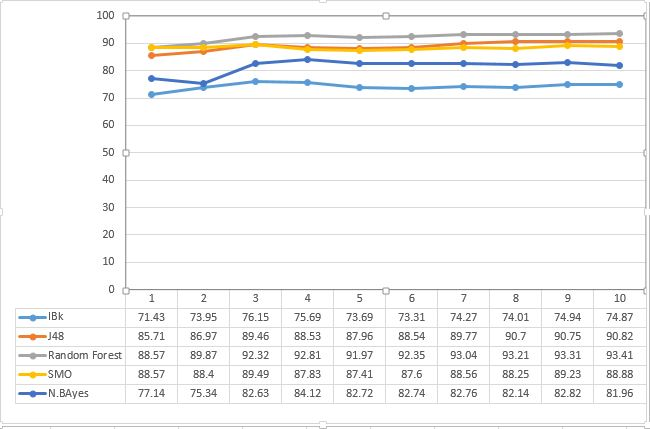 100
90
80
70
60
50
40
30
20
10
0
1 2 3 4 5 6 7 8 9 10
IBk 71.43 73.95 76.15 75.69 73.69 73.31 74.27 74.01 74.94 74.87
J48 85.71 86.97 89.46 88.53 87.96 88.54 89.77 90.7 90.75 90.82
Random Forest 88.57 89.87 92.32 92.81 91.97 92.35 93.04 93.21 93.31 93.41
SMO 88.57 88.4 89.49 87.83 87.41 87.6 88.56 88.25 89.23 88.88
N.BAyes 77.14 75.34 82.63 84.12 82.72 82.74 82.76 82.14 82.82 81.96